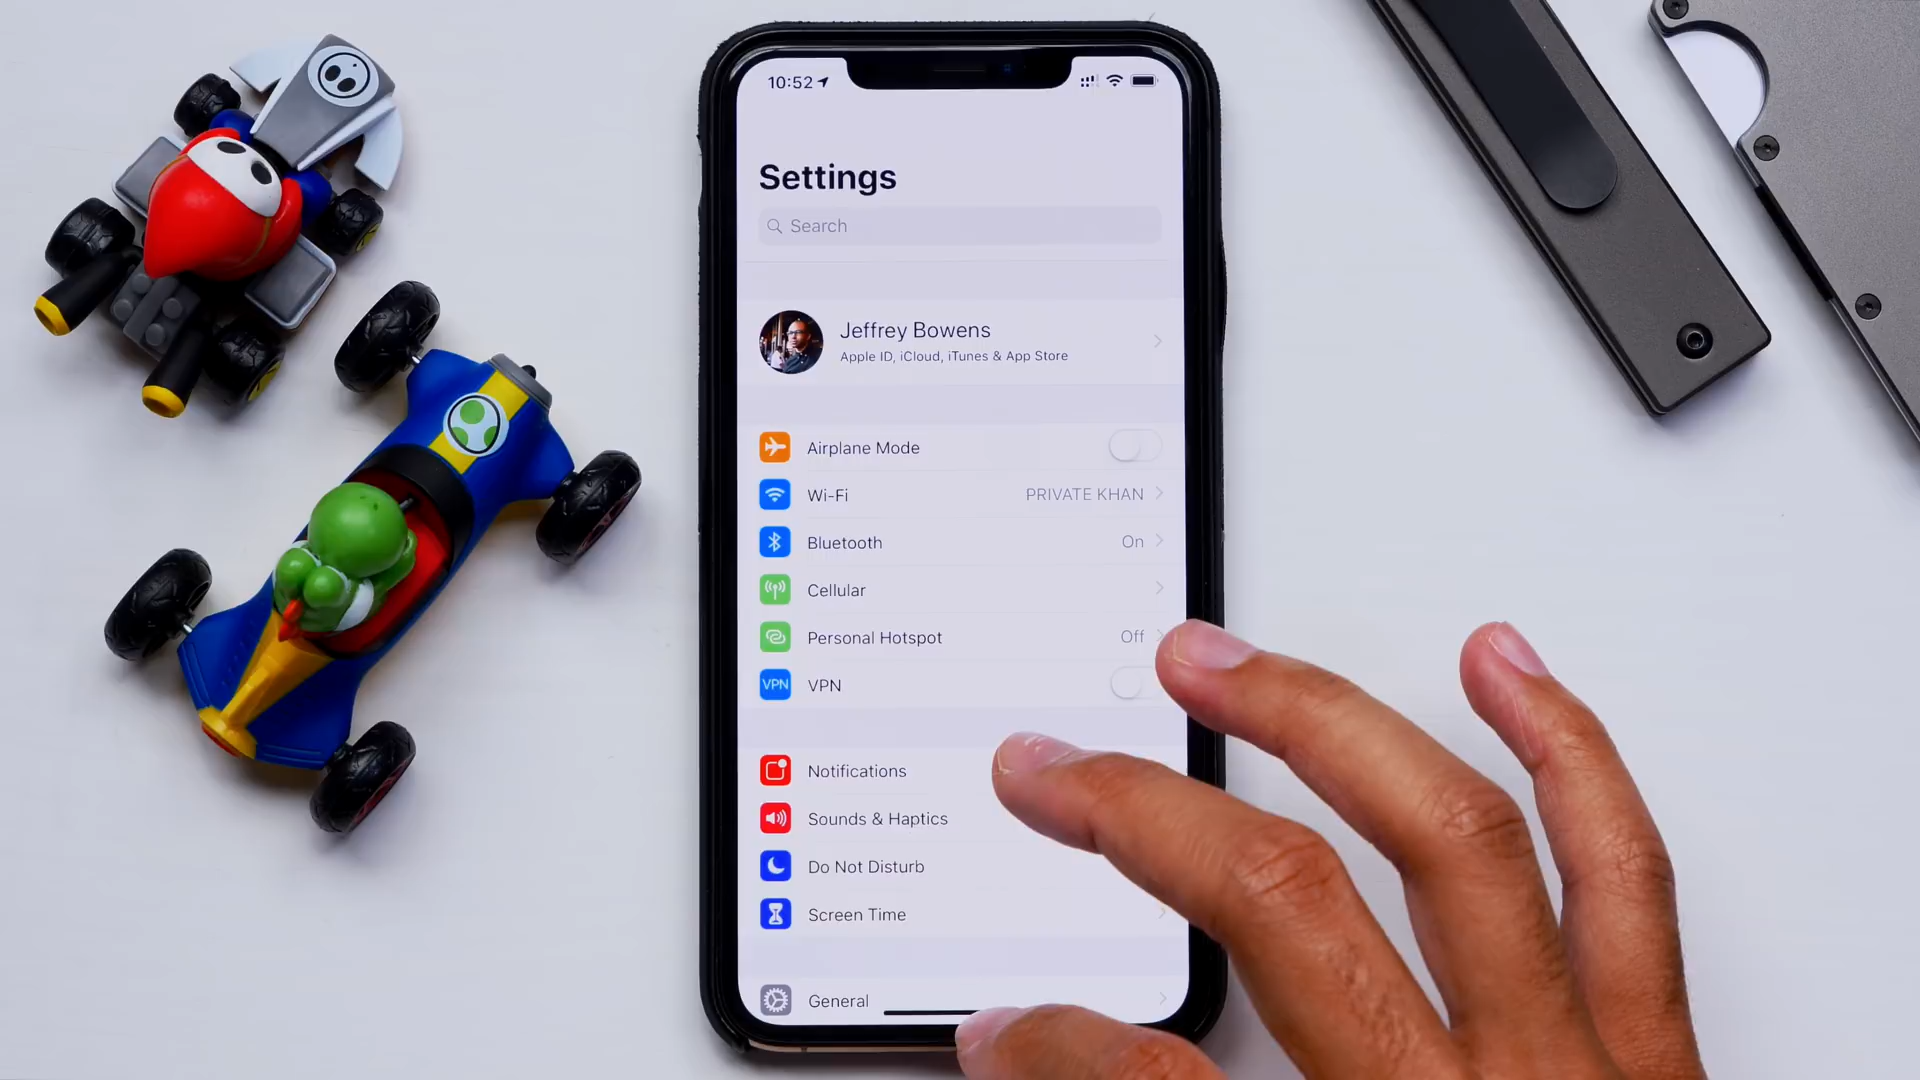 10:52
Settings
Search
Jeffrey Bowens
Apple ID, iCloud, iTunes & App Store
Airplane Mode
Wi-Fi PRIVATE KHAN
Bluetooth On
Cellular
Personal Hotspot Off
VPN VPN
Notifications
Sounds & Haptics
Do Not Disturb
Screen Time
General